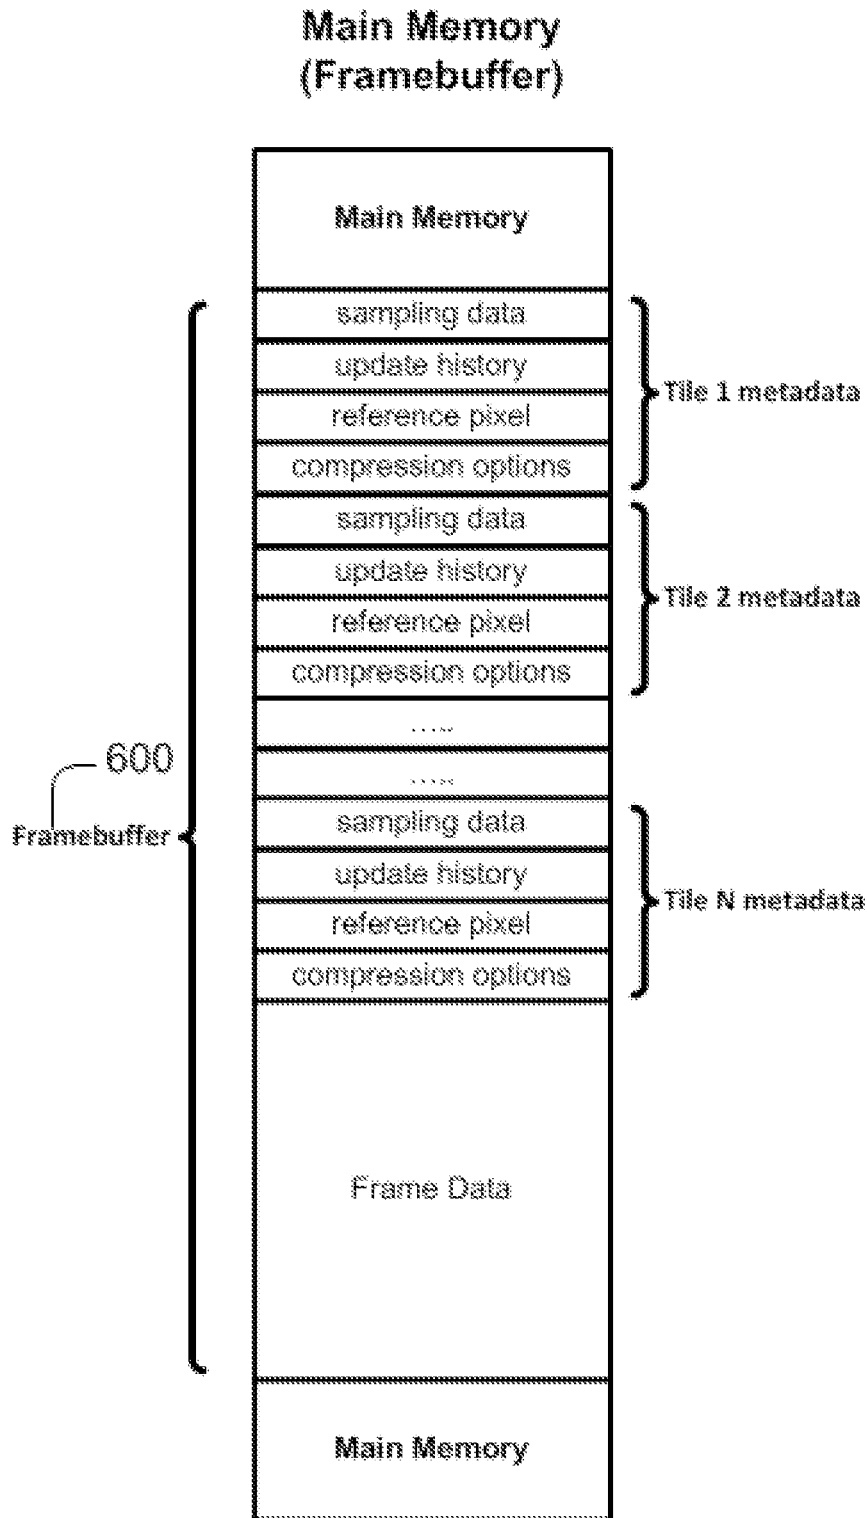 Main Memory
(Framebuffer)
Main Memory
sampling data
update history
reference pixel
compression options
Tile 1 metadata
sampling data
update history
reference pixel
compression options
Tile 2 metadata
.....
.....
600
Framebuffer
sampling data
update history
reference pixel
compression options
Tile N metadata
Frame Data
Main Memory